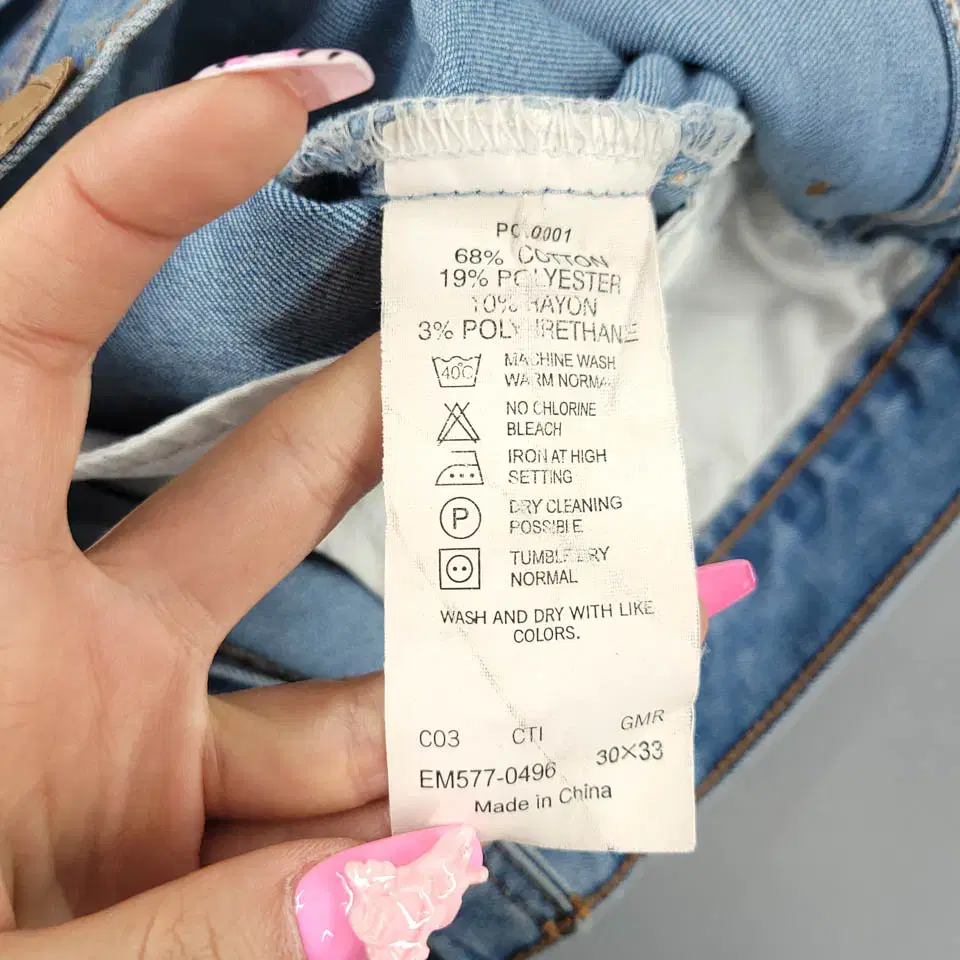 68% COTTON
19% POLYESTER
10% RAYON
3% POLYURETHANE
40C
MACHINE WASH
WARM NORMAL
NO CHLORINE
BLEACH
IRON AT HIGH
SETTING
P
DRY CLEANING
POSSIBLE
TUMBLE DRY
NORMAL
WASH AND DRY WITH LIKE
COLORS.
C03 CTI GMR
EM577-0496 30×33
Made in China